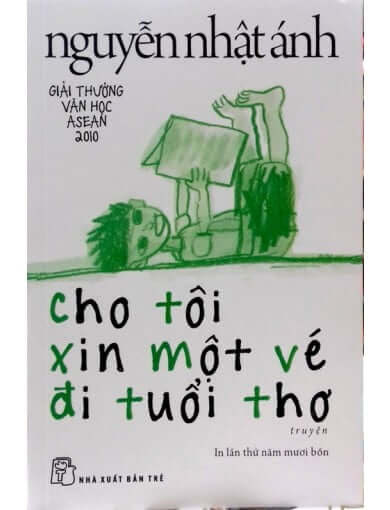 nguyễn nhật ánh
GIẢI THƯỞNG
VĂN HỌC
ASEAN
2010
cho tôi
xin một vé
đi tuổi thơ
truyện
In lần thứ năm mươi bốn
NHÀ XUẤT BẢN TRẺ